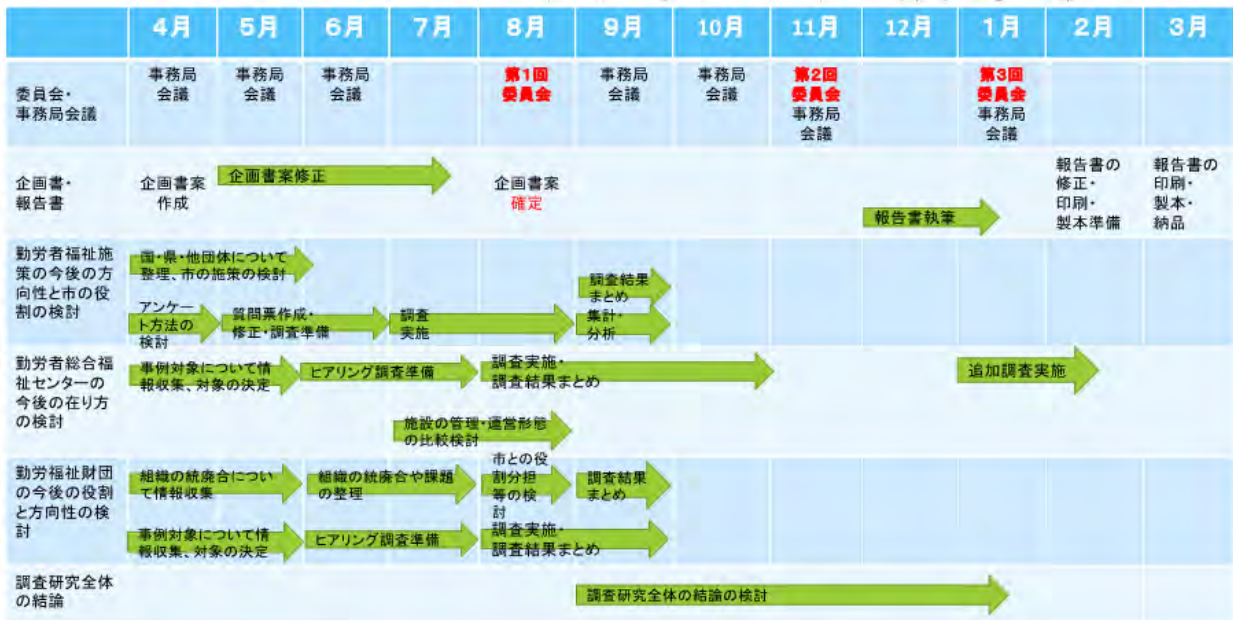 4月
5月
6月
7月
8月
9月
10月
11月
12月
1月
2月
3月
委員会・
事務局会議
事務局
会議
事務局
会議
事務局
会議
第1回
委員会
事務局
会議
事務局
会議
第2回
委員会
事務局
会議
第3回
委員会
事務局
会議
企画書・
報告書
企画書案
作成
企画書案修正
企画書案
確定
報告書執筆
報告書の
修正・
印刷・
製本準備
報告書の
印刷・
製本・
納品
勤労者福祉施
策の今後の方
向性と市の役
割の検討
国・県・他団体について
整理、市の施策の検討
調査結果
まとめ
アンケー
ト方法の
検討
質問票作成・
修正・調査準備
調査
実施
集計・
分析
勤労者総合福
祉センターの
今後の在り方
の検討
事例対象について情
報収集、対象の決定
ヒアリング調査準備
調査実施・
調査結果まとめ
追加調査実施
施設の管理・運営形態
の比較検討
勤労福祉財団
の今後の役割
と方向性の検
討
組織の統廃合につい
て情報収集
組織の統廃合や課題
の整理
市との役
割分担
等の検
討
調査結果
まとめ
事例対象について情
報収集、対象の決定
ヒアリング調査準備
調査実施・
調査結果まとめ
調査研究全体
の結論
調査研究全体の結論の検討